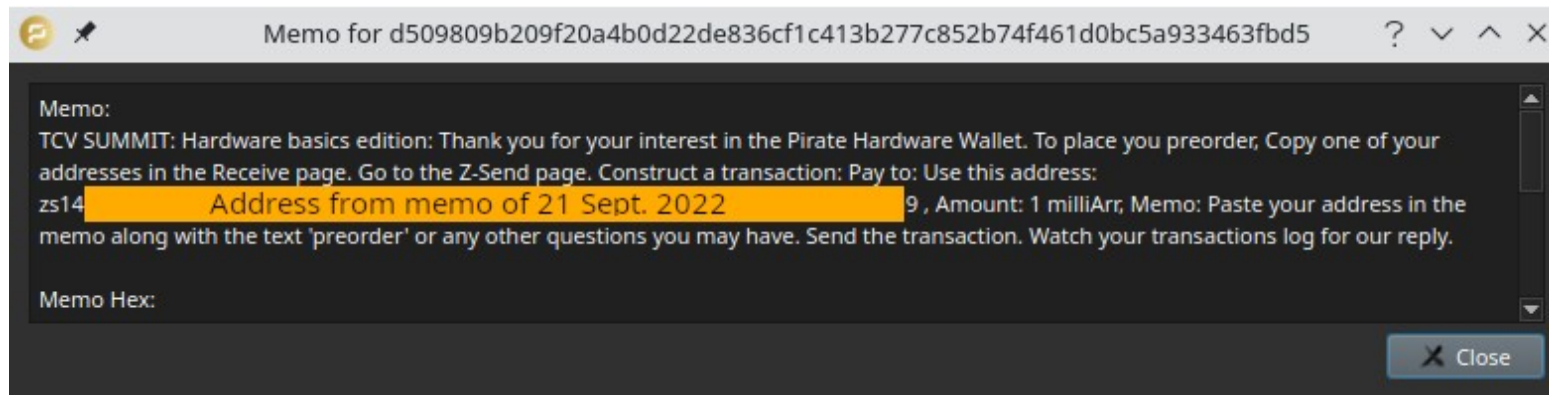 Memo for d509809b209f20a4b0d22de836cf1c413b277c852b74f461d0bc5a933463fbd5
Memo:
TCV SUMMIT: Hardware basics edition: Thank you for your interest in the Pirate Hardware Wallet. To place you preorder, Copy one of your
addresses in the Receive page. Go to the Z-Send page. Construct a transaction: Pay to: Use this address:
zs14 Address from memo of 21 Sept. 2022 9 , Amount: 1 milliArr, Memo: Paste your address in the
memo along with the text 'preorder' or any other questions you may have. Send the transaction. Watch your transactions log for our reply.
Memo Hex:
Close